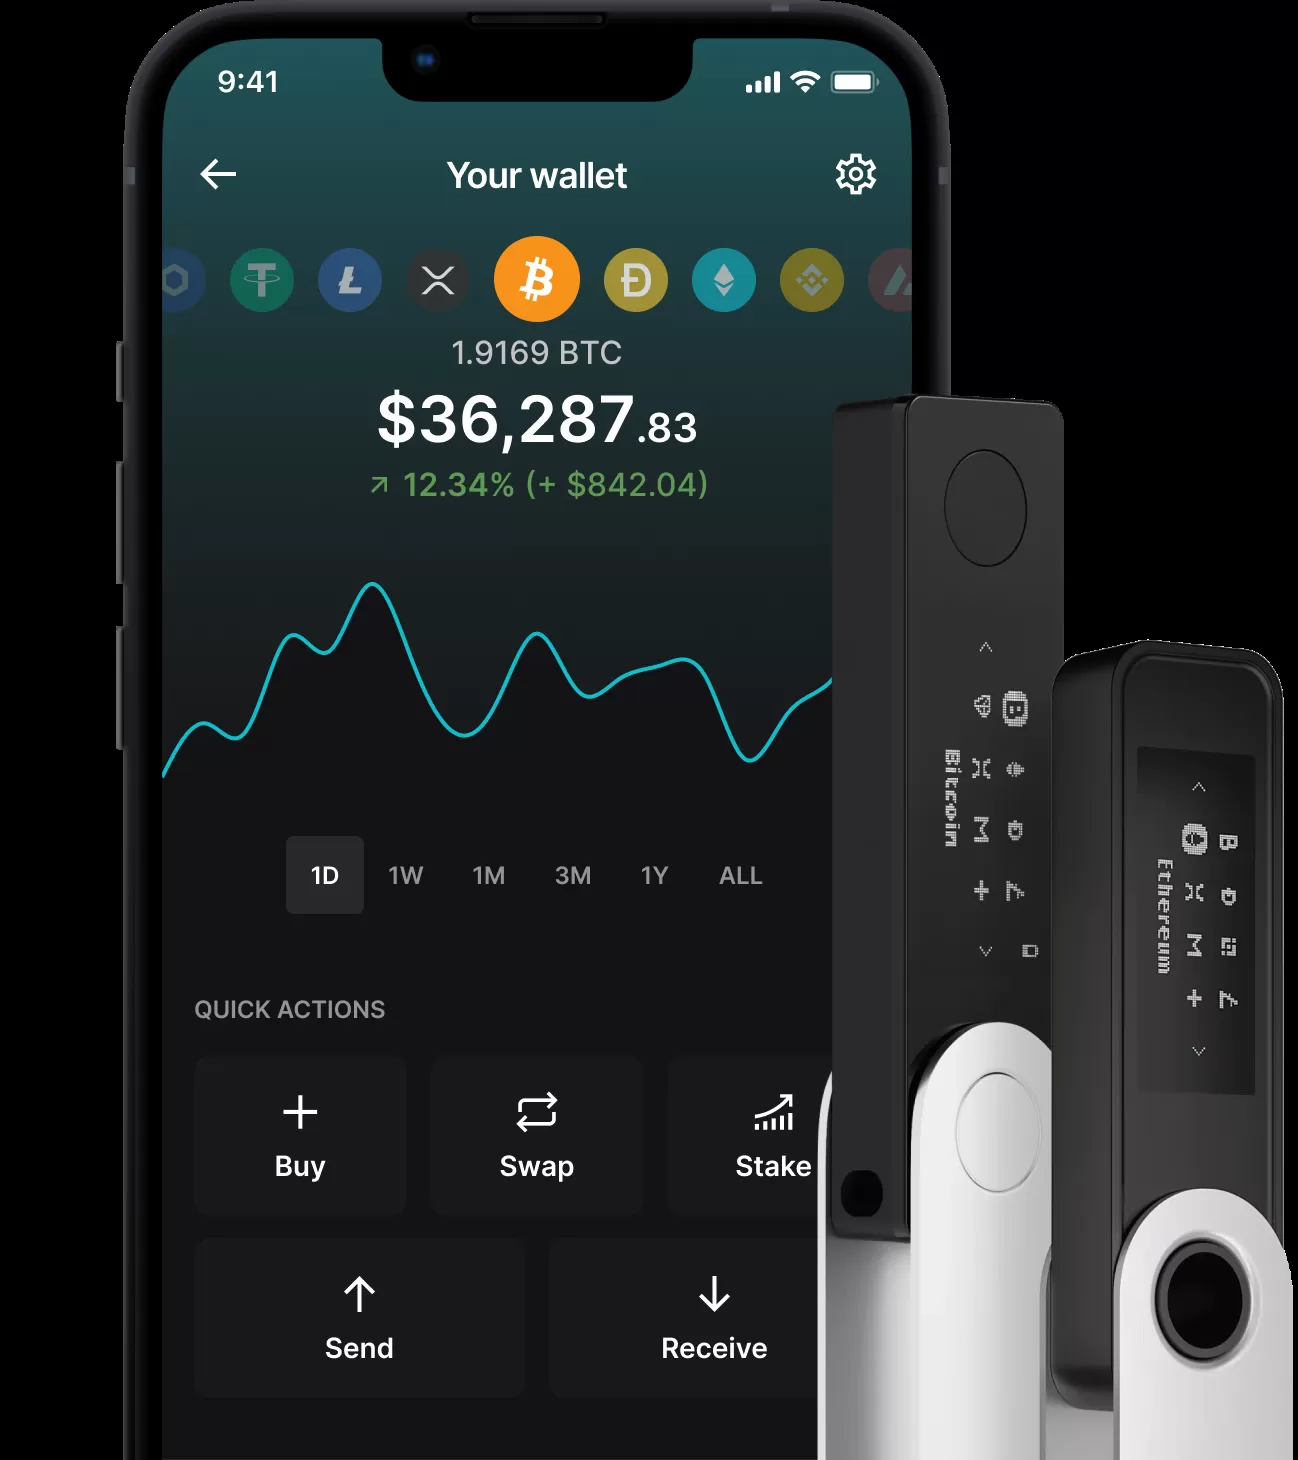 9:41
Your wallet
1.9169 BTC
$36,287.83
12.34% (+ $842.04)
1D 1W 1M 3M 1Y ALL
QUICK ACTIONS
Buy Swap Stake
Send Receive
Bitcoin
Ethereum